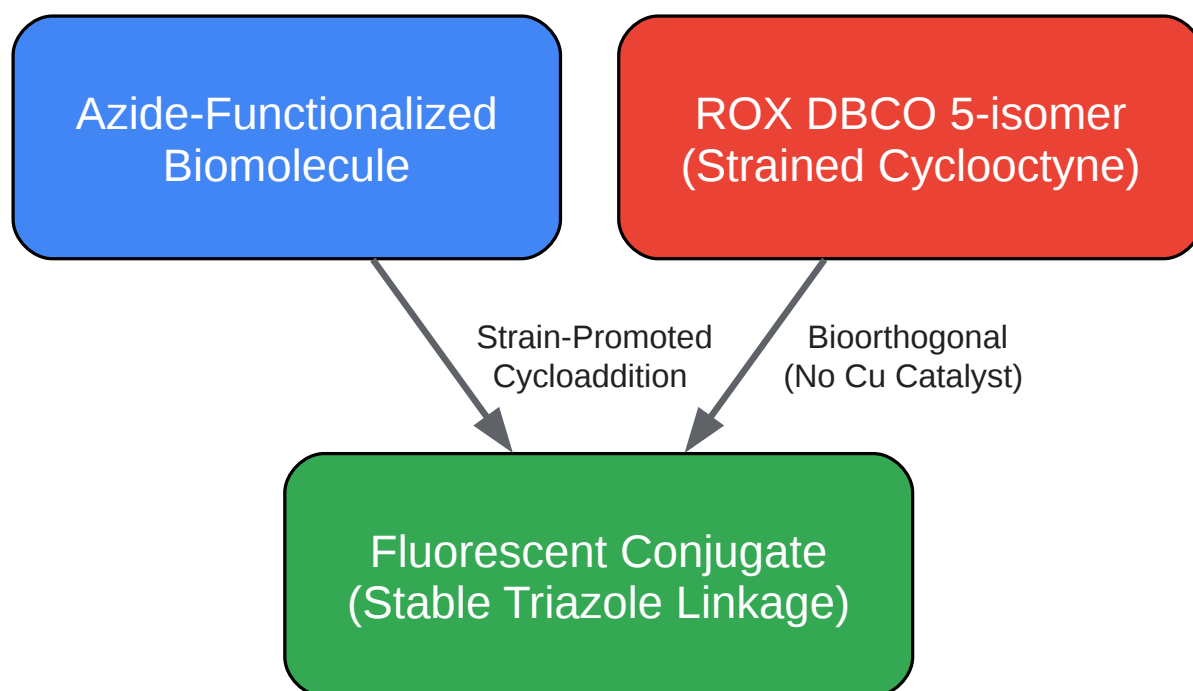 Azide-Functionalized
Biomolecule
ROX DBCO 5-isomer
(Strained Cyclooctyne)
Strain-Promoted
Cycloaddition
Bioorthogonal
(No Cu Catalyst)
Fluorescent Conjugate
(Stable Triazole Linkage)